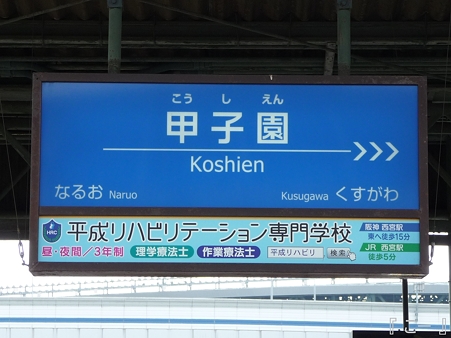 こうしえん
甲子園
Koshien
なるお Naruo
Kusugawa くすがわ
HRC 平成リハビリテーション専門学校
昼・夜間/3年制 理学療法士 作業療法士 平成リハビリ 検索
阪神 西宮駅
東へ徒歩15分
JR 西宮駅
徒歩5分